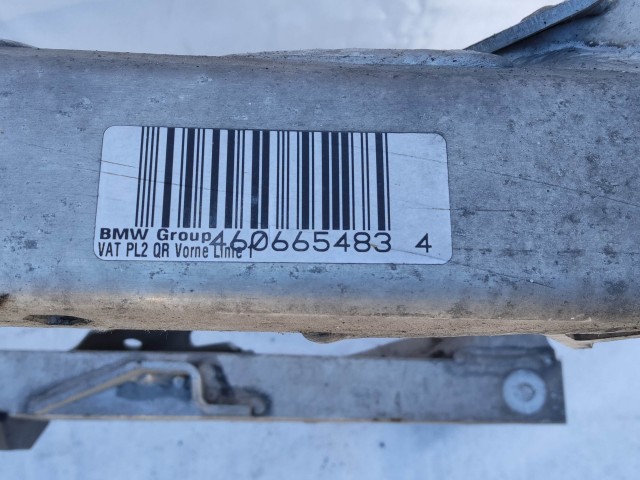 BMW Group 460665483 4
VAT PL2 QR Vorne Linie 1